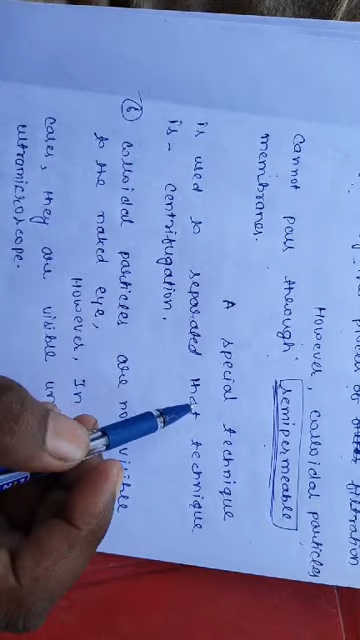 process of filtration
However, colloidal particles
cannot pass through semipermeable
membranes.
A special technique
is used to separated that technique
is - centrifugation.
⑥ colloidal particles are not visible
to the naked eye,
However, In
cases, they are visible
ultramicroscope.